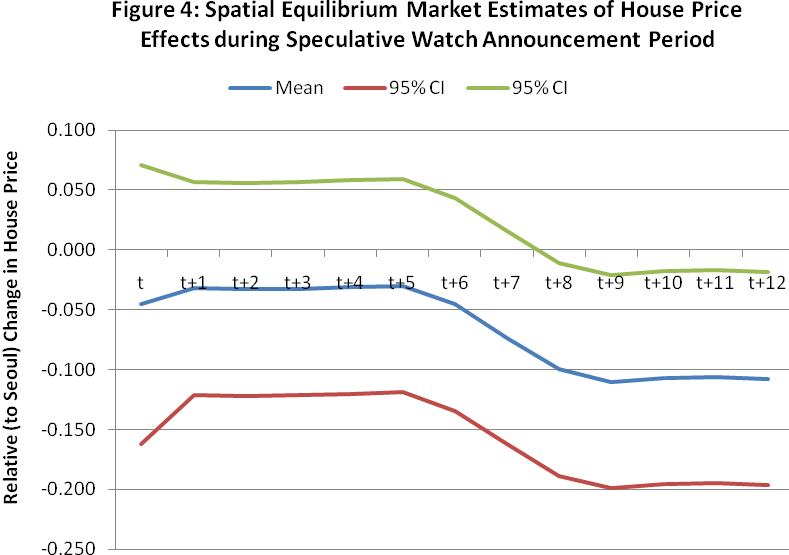 Figure 4: Spatial Equilibrium Market Estimates of House Price
Effects during Speculative Watch Announcement Period
Mean 95% CI 95% CI
Relative (to Seoul) Change in House Price
0.100
0.050
0.000
t t+1 t+2 t+3 t+4 t+5 t+6 t+7 t+8 t+9 t+10 t+11 t+12
-0.050
-0.100
-0.150
-0.200
-0.250